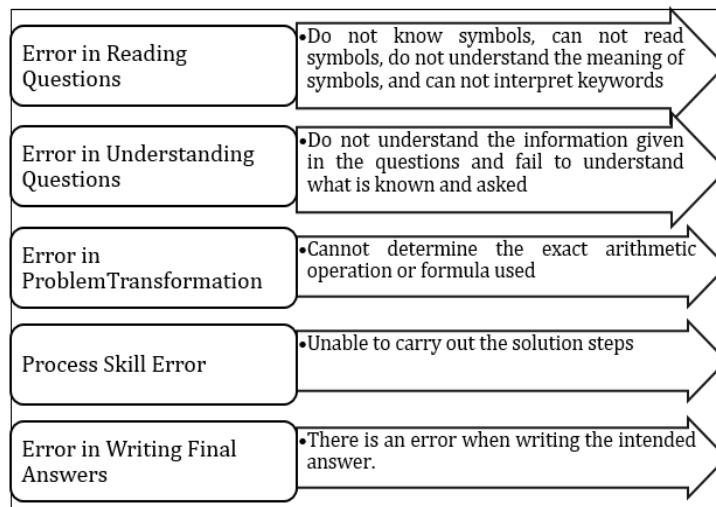 Error in Reading
Questions
•Do not know symbols, can not read
symbols, do not understand the meaning of
symbols, and can not interpret keywords
Error in Understanding
Questions
•Do not understand the information given
in the questions and fail to understand
what is known and asked
Error in
ProblemTransformation
•Cannot determine the exact arithmetic
operation or formula used
Process Skill Error
•Unable to carry out the solution steps
Error in Writing Final
Answers
•There is an error when writing the intended
answer.